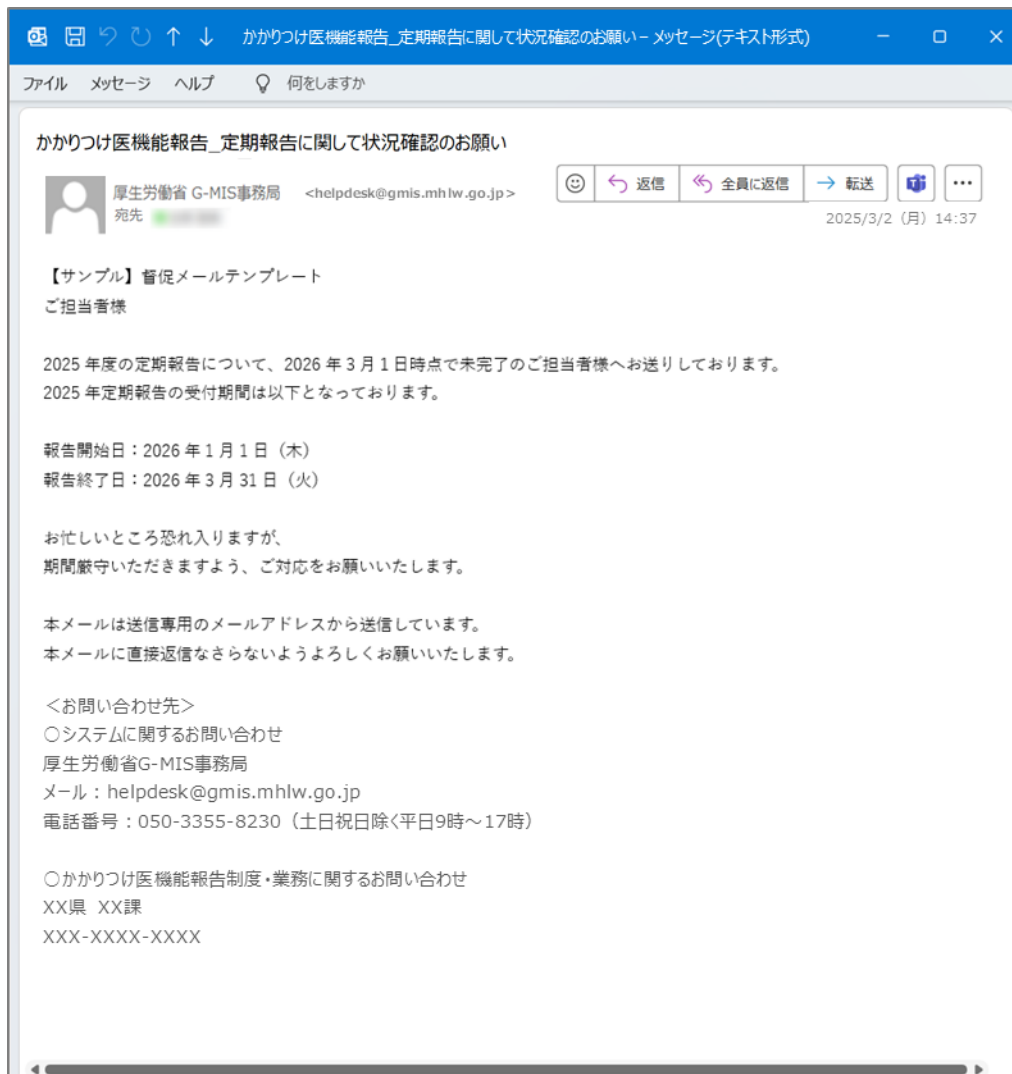 かかりつけ医機能報告_定期報告に関して状況確認のお願い – メッセージ(テキスト形式)
ファイル メッセージ ヘルプ 何をしますか
かかりつけ医機能報告_定期報告に関して状況確認のお願い
厚生労働省 G-MIS事務局 <helpdesk@gmis.mhlw.go.jp>
返信 全員に返信 転送
宛先
2025/3/2（月）14:37
【サンプル】督促メールテンプレート
ご担当者様
2025 年度の定期報告について、2026 年 3 月 1 日時点で未完了のご担当者様へお送りしております。
2025 年定期報告の受付期間は以下となっております。
報告開始日：2026 年 1 月 1 日（木）
報告終了日：2026 年 3 月 31 日（火）
お忙しいところ恐れ入りますが、
期間厳守いただきますよう、ご対応をお願いいたします。
本メールは送信専用のメールアドレスから送信しています。
本メールに直接返信なさらないようよろしくお願いいたします。
＜お問い合わせ先＞
○システムに関するお問い合わせ
厚生労働省G-MIS事務局
メール：helpdesk@gmis.mhlw.go.jp
電話番号：050-3355-8230（土日祝日除く平日9時～17時）
○かかりつけ医機能報告制度・業務に関するお問い合わせ
XX県 XX課
XXX-XXXX-XXXX